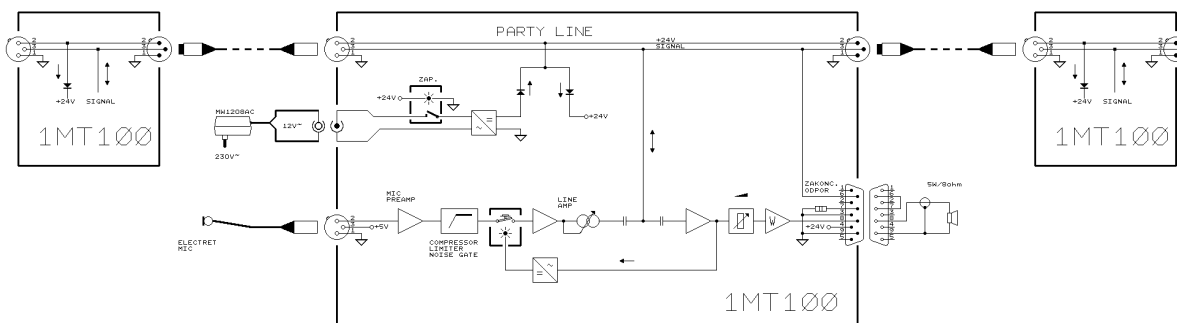 PARTY LINE
+24V
SIGNAL
+24V
SIGNAL
1MT100
MW1208AC
12V~
230V~
ZAP.
+24V
+24V
+24V
SIGNAL
1MT100
MIC
PREAMP
LINE
AMP
+5V
ELECTRET
MIC
COMPRESSOR
LIMITER
NOISE GATE
W
ZAKONC.
ODPOR
+24V
5W/8ohm
1MT100